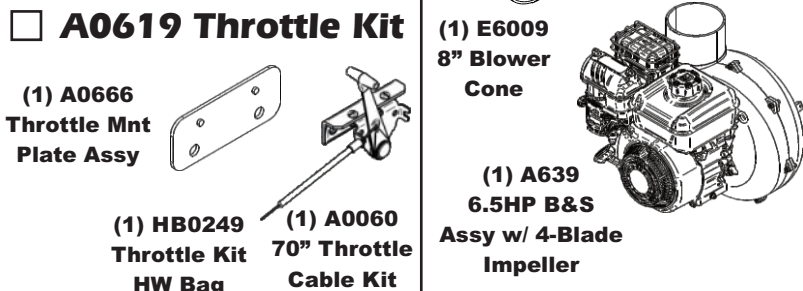 A0619 Throttle Kit
(1) A0666
Throttle Mnt
Plate Assy
(1) HB0249
Throttle Kit
HW Bag
(1) A0060
70” Throttle
Cable Kit
(1) E6009
8” Blower
Cone
(1) A639
6.5HP B&S
Assy w/ 4-Blade
Impeller